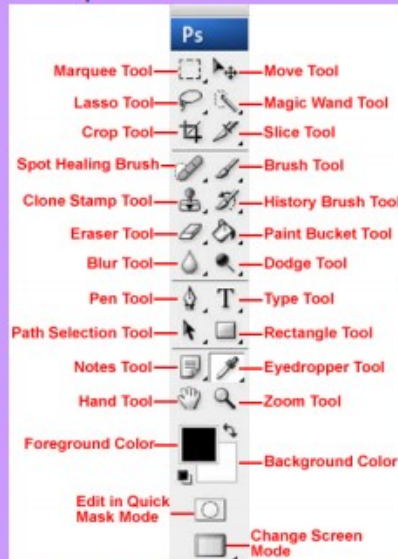 Ps
Marquee Tool
Move Tool
Lasso Tool
Magic Wand Tool
Crop Tool
Slice Tool
Spot Healing Brush
Brush Tool
Clone Stamp Tool
History Brush Tool
Eraser Tool
Paint Bucket Tool
Blur Tool
Dodge Tool
Pen Tool
T
Type Tool
Path Selection Tool
Rectangle Tool
Notes Tool
Eyedropper Tool
Hand Tool
Zoom Tool
Foreground Color
Background Color
Edit in Quick
Mask Mode
Change Screen
Mode